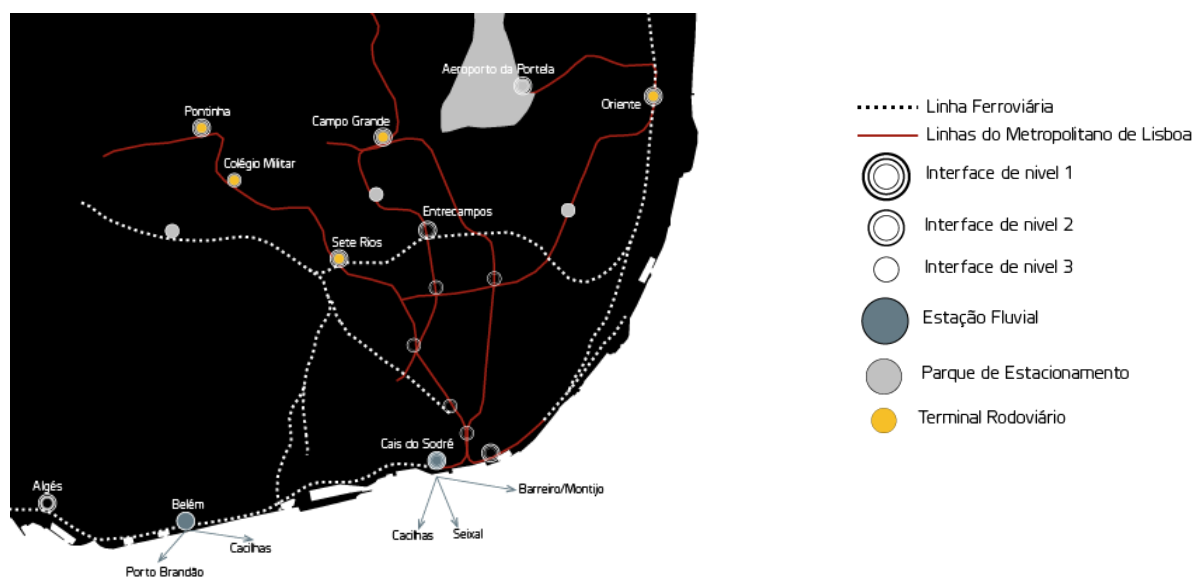 Aeroporto da Portela
Oriente
Pontinha
Campo Grande
Colégio Militar
Entrecampos
Sete Rios
Cais do Sodré
Barreiro/Montijo
Algés
Belém
Cacilhas
Seixal
Cacilhas
Porto Brandão
Linha Ferroviária
Linhas do Metropolitano de Lisboa
Interface de nivel 1
Interface de nivel 2
Interface de nivel 3
Estação Fluvial
Parque de Estacionamento
Terminal Rodoviário